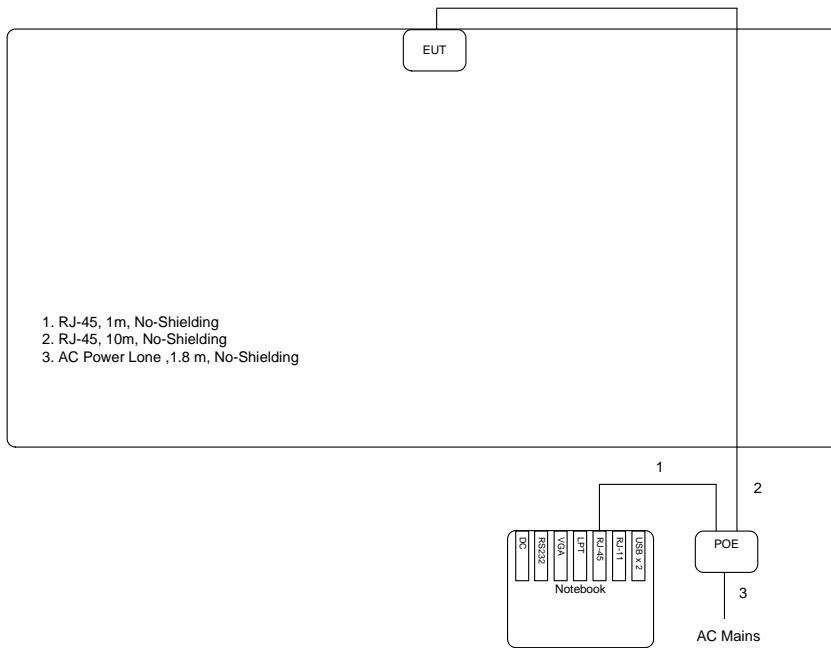 EUT
1. RJ-45, 1m, No-Shielding
2. RJ-45, 10m, No-Shielding
3. AC Power Lone ,1.8 m, No-Shielding
1
2
DC
RS232
VGA
LPT
RJ-45
RJ-11
USB x 2
POE
Notebook
3
AC Mains